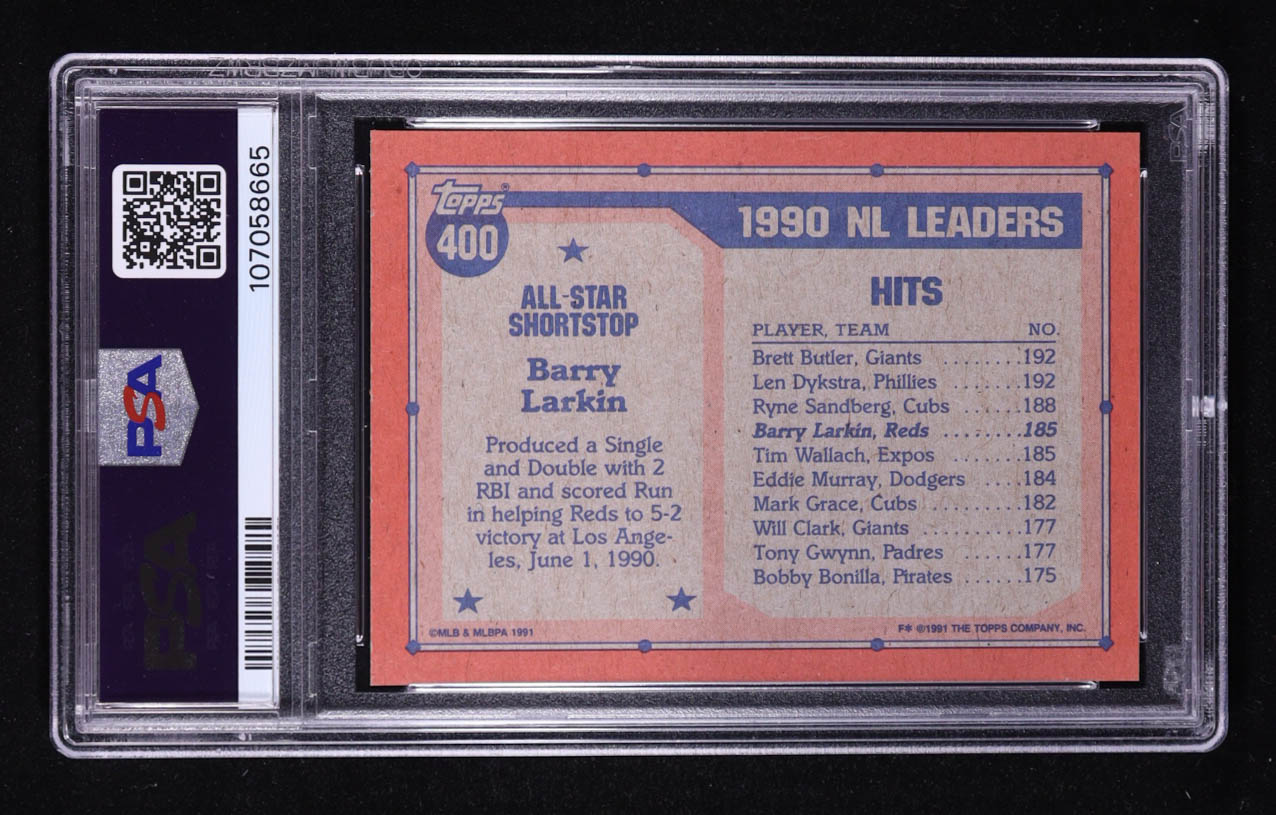 107058665
PSA
PSA
topps®
400
ALL-STAR
SHORTSTOP
Barry
Larkin
Produced a Single
and Double with 2
RBI and scored Run
in helping Reds to 5-2
victory at Los Ange-
les, June 1, 1990.
©MLB & MLBPA 1991
1990 NL LEADERS
HITS
PLAYER, TEAM NO.
Brett Butler, Giants ........192
Len Dykstra, Phillies ......192
Ryne Sandberg, Cubs ......188
Barry Larkin, Reds ........185
Tim Wallach, Expos .......185
Eddie Murray, Dodgers ....184
Mark Grace, Cubs .........182
Will Clark, Giants .........177
Tony Gwynn, Padres .......177
Bobby Bonilla, Pirates ......175
F* ©1991 THE TOPPS COMPANY, INC.
PSA